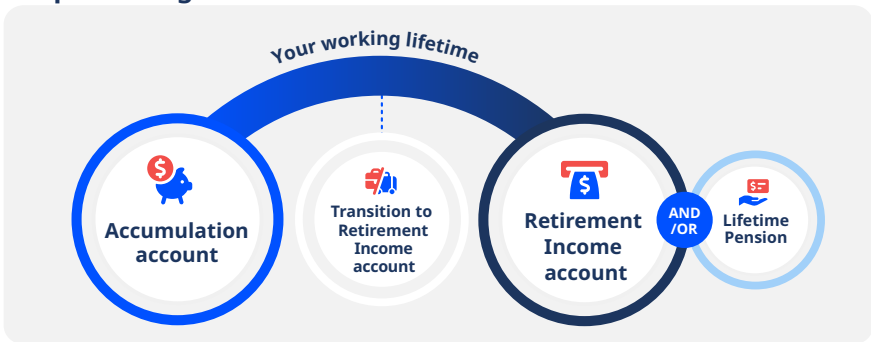 Your working lifetime
Accumulation
account
Transition to
Retirement
Income
account
Retirement
Income
account
AND
/OR
Lifetime
Pension